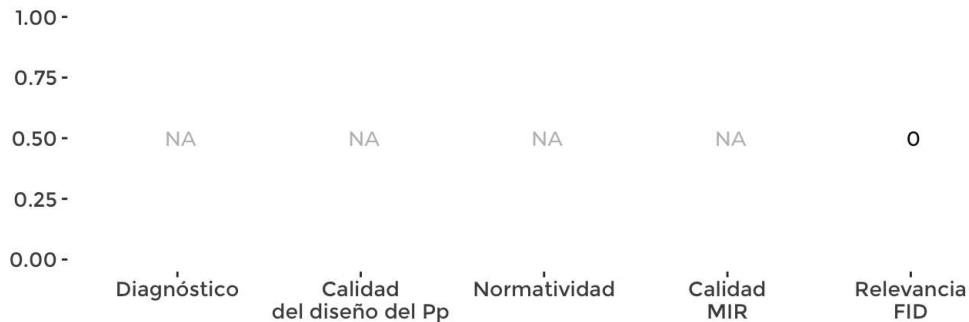 1.00
0.75
0.50
NA NA NA NA 0
0.25
0.00
Diagnóstico
Calidad
del diseño del Pp
Normatividad
Calidad
MIR
Relevancia
FID